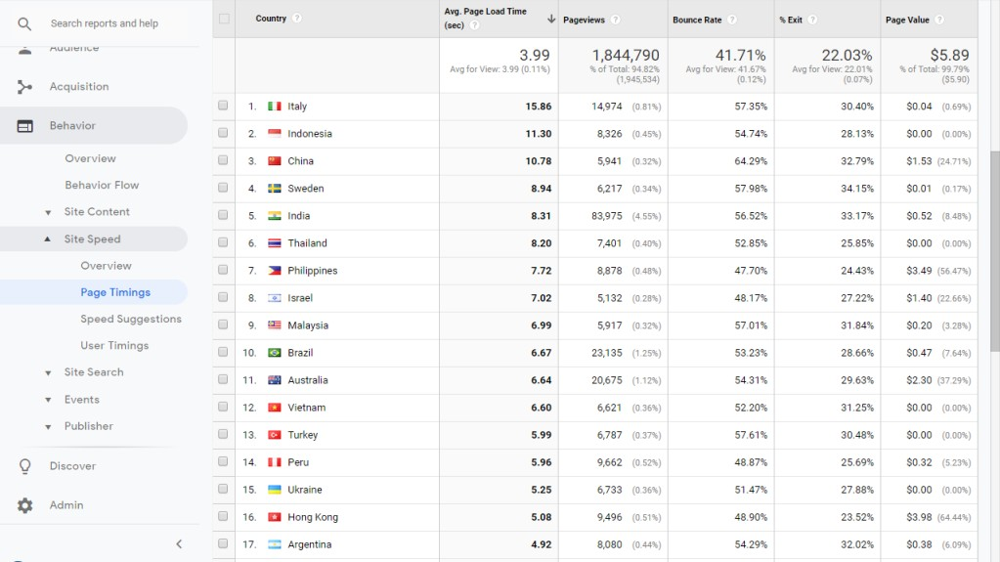 Search reports and help
Audience
Acquisition
Behavior
Overview
Behavior Flow
Site Content
Site Speed
Overview
Page Timings
Speed Suggestions
User Timings
Site Search
Events
Publisher
Discover
Admin
Country ? Avg. Page Load Time (sec) ? Pageviews ? Bounce Rate ? % Exit ? Page Value ?
3.99 1,844,790 41.71% 22.03% $5.89
Avg for View: 3.99 (0.11%) % of Total: 94.82% (1,945,534) Avg for View: 41.67% (0.12%) Avg for View: 22.01% (0.07%) % of Total: 99.79% ($5.90)
1. Italy 15.86 14,974 (0.81%) 57.35% 30.40% $0.04 (0.69%)
2. Indonesia 11.30 8,326 (0.45%) 54.74% 28.13% $0.00 (0.00%)
3. China 10.78 5,941 (0.32%) 64.29% 32.79% $1.53 (24.71%)
4. Sweden 8.94 6,217 (0.34%) 57.98% 34.15% $0.01 (0.17%)
5. India 8.31 83,975 (4.55%) 56.52% 33.17% $0.52 (8.48%)
6. Thailand 8.20 7,401 (0.40%) 52.85% 25.85% $0.00 (0.00%)
7. Philippines 7.72 8,878 (0.48%) 47.70% 24.43% $3.49 (56.47%)
8. Israel 7.02 5,132 (0.28%) 48.17% 27.22% $1.40 (22.66%)
9. Malaysia 6.99 5,917 (0.32%) 57.01% 31.84% $0.20 (3.28%)
10. Brazil 6.67 23,135 (1.25%) 53.23% 28.66% $0.47 (7.64%)
11. Australia 6.64 20,675 (1.12%) 54.31% 29.63% $2.30 (37.29%)
12. Vietnam 6.60 6,621 (0.36%) 52.20% 31.25% $0.00 (0.00%)
13. Turkey 5.99 6,787 (0.37%) 57.61% 30.48% $0.00 (0.00%)
14. Peru 5.96 9,662 (0.52%) 48.87% 25.69% $0.32 (5.23%)
15. Ukraine 5.25 6,733 (0.36%) 51.47% 27.88% $0.00 (0.00%)
16. Hong Kong 5.08 9,496 (0.51%) 48.90% 23.52% $3.98 (64.44%)
17. Argentina 4.92 8,080 (0.44%) 54.29% 32.02% $0.38 (6.09%)